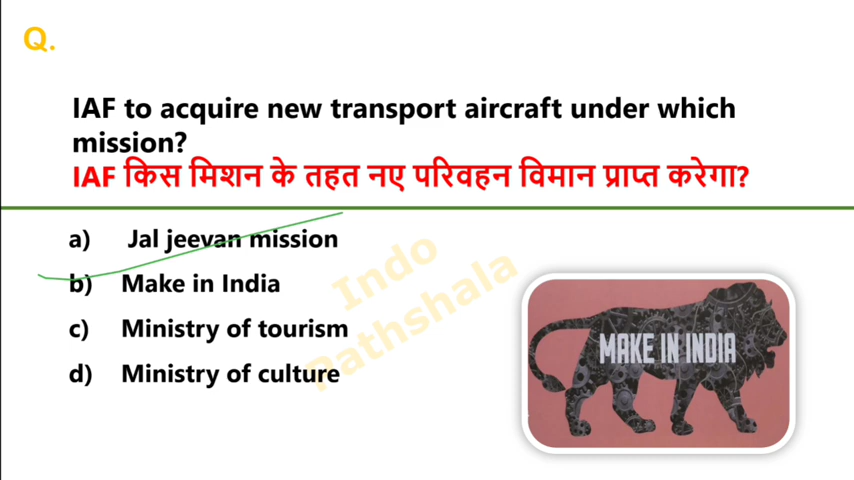 Q.
IAF to acquire new transport aircraft under which
mission?
IAF किस मिशन के तहत नए परिवहन विमान प्राप्त करेगा?
a) Jal jeevan mission
b) Make in India
c) Ministry of tourism
d) Ministry of culture
Indo
Pathshala
MAKE IN INDIA